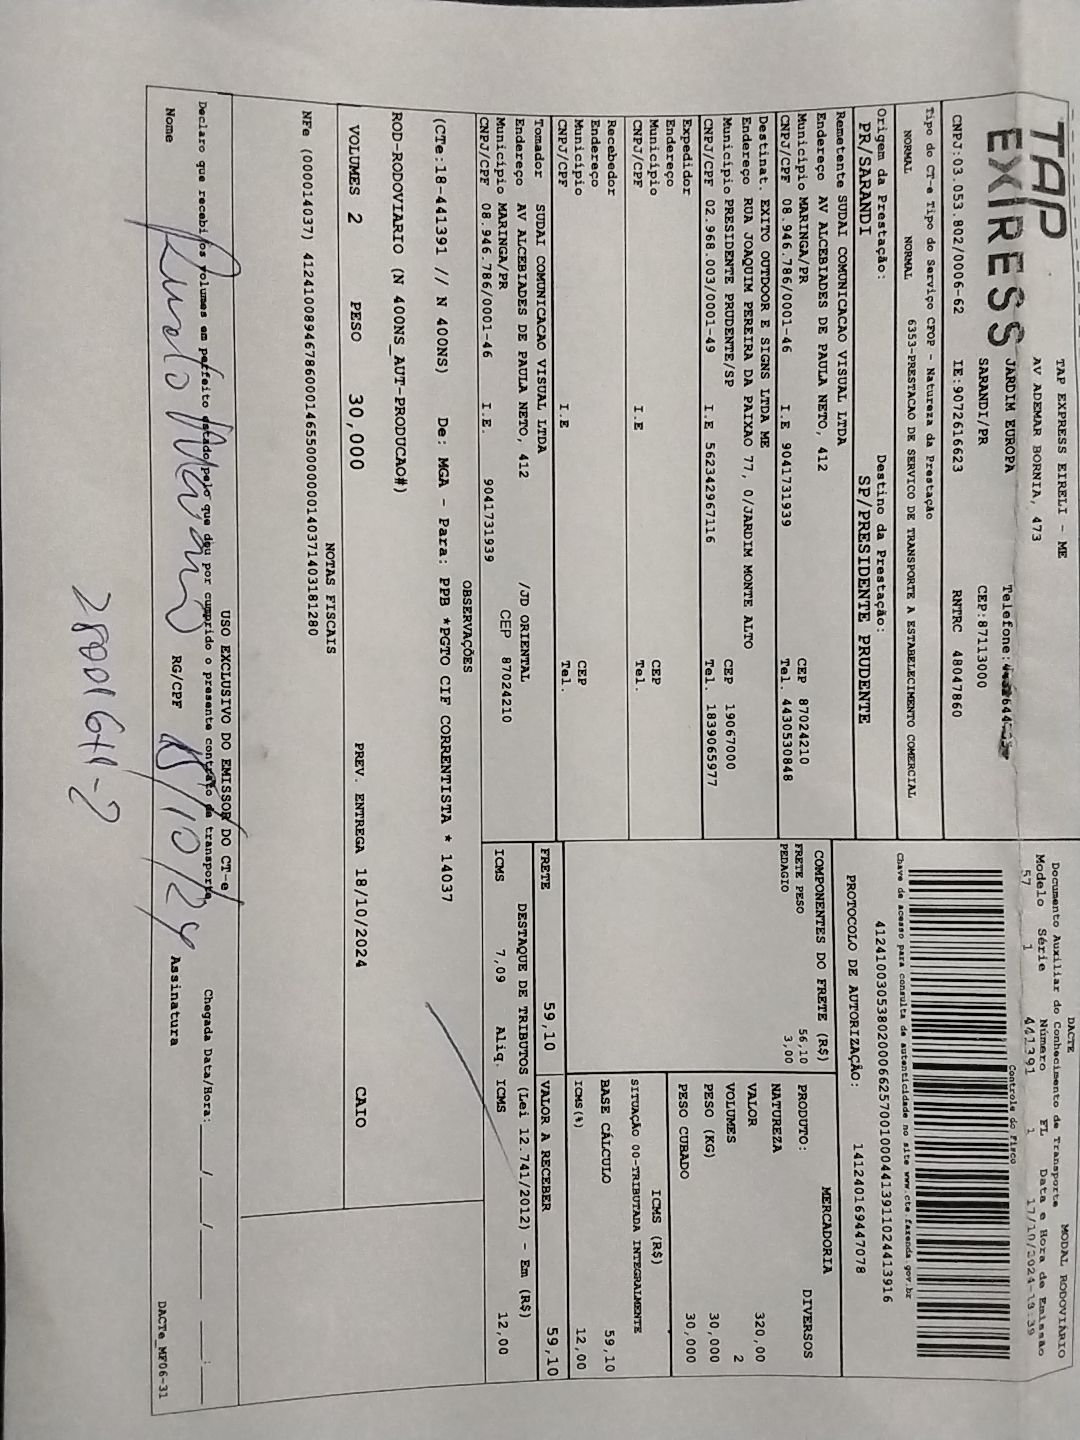 TAP EXIRESS
TAP EXPRESS EIRELI - ME
AV ADEMAR BORNIA, 473
JARDIM EUROPA
Telefone:
SARANDI/PR
CEP:87113000
CNPJ:03.053.802/0006-62 IE:9072616623 RNTRC 48047860
Tipo do CT-e Tipo do Serviço CFOP - Natureza da Prestação
NORMAL NORMAL 6353-PRESTACAO DE SERVICO DE TRANSPORTE A ESTABELECIMENTO COMERCIAL
Origem da Prestação: Destino da Prestação:
PR/SARANDI SP/PRESIDENTE PRUDENTE
Remetente SUDAI COMUNICACAO VISUAL LTDA
Endereço AV ALCEBIADES DE PAULA NETO, 412
Município MARINGA/PR CEP 87024210
CNPJ/CPF 08.946.786/0001-46 I.E 9041731939 Tel. 4430530848
Destinat. EXITO OUTDOOR E SIGNS LTDA ME
Endereço RUA JOAQUIM PEREIRA DA PAIXAO 77, 0/JARDIM MONTE ALTO
Município PRESIDENTE PRUDENTE/SP CEP 19067000
CNPJ/CPF. 02.968.003/0001-49 I.E 562342967116 Tel. 1839065977
Expedidor
Endereço
Município CEP
CNPJ/CPF I.E Tel.
Recebedor
Endereço
Município CEP
CNPJ/CPF I.E Tel.
Tomador SUDAI COMUNICACAO VISUAL LTDA
Endereço AV ALCEBIADES DE PAULA NETO, 412 /JD ORIENTAL
Município MARINGA/PR CEP 87024210
CNPJ/CPF 08.946.786/0001-46 I.E. 9041731939
DACTE MODAL RODOVIÁRIO
Documento Auxiliar do Conhecimento de Transporte
Modelo Série Número FL Data e Hora de Emissão
57 1 441391 1 17/10/2024-13:39
Controle do Fisco
Chave de acesso para consulta de autenticidade no site www.cte.fazenda.gov.br
41241003053802000662570010004413911024413916
PROTOCOLO DE AUTORIZAÇÃO: 141240169447078
COMPONENTES DO FRETE (R$)
FRETE PESO 56,10
PEDAGIO 3,00
MERCADORIA
PRODUTO: DIVERSOS
NATUREZA
VALOR 320,00
VOLUMES 2
PESO (KG) 30,000
PESO CUBADO 30,000
ICMS (R$)
SITUAÇÃO 00-TRIBUTADA INTEGRALMENTE
BASE CÁLCULO 59,10
ICMS(%) 12,00
FRETE 59,10 VALOR A RECEBER 59,10
DESTAQUE DE TRIBUTOS (Lei 12.741/2012) - Em (R$)
ICMS 7,09 Aliq. ICMS 12,00
OBSERVAÇÕES
(CTe:18-441391 // N 400NS) De: MGA - Para: PPB *PGTO CIF CORRENTISTA * 14037
ROD-RODOVIARIO (N 400NS_AUT-PRODUCAO#)
VOLUMES 2 PESO 30,000 PREV. ENTREGA 18/10/2024 CAIO
NOTAS FISCAIS
NFe (000014037) 41241008946786000146550000000140371403181280
USO EXCLUSIVO DO EMISSOR DO CT-e
Declaro que recebi os volumes em perfeito estado pelo que dou por cumprido o presente contrato de transporte
Chegada Data/Hora: ___/___/___ ___:___
Nome RG/CPF 18/10/24 Assinatura
DACTe_MF06-31